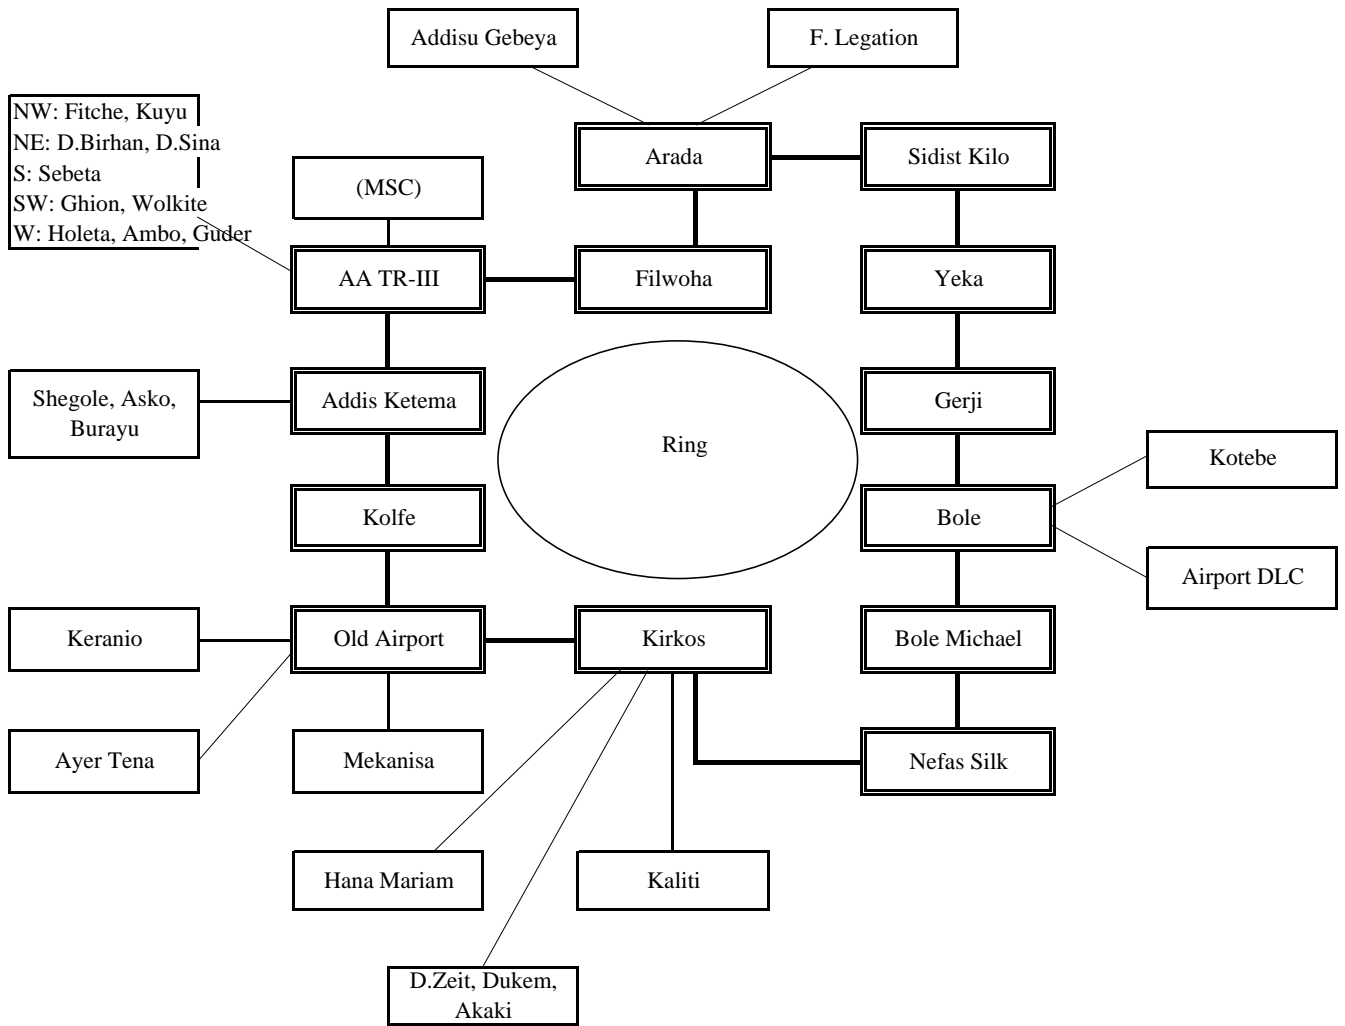 Addisu Gebeya
F. Legation
NW: Fitche, Kuyu
NE: D.Birhan, D.Sina
S: Sebeta
SW: Ghion, Wolkite
W: Holeta, Ambo, Guder
(MSC)
Arada
Sidist Kilo
AA TR-III
Filwoha
Yeka
Shegole, Asko,
Burayu
Addis Ketema
Ring
Gerji
Kotebe
Kolfe
Bole
Airport DLC
Keranio
Old Airport
Kirkos
Bole Michael
Ayer Tena
Mekanisa
Nefas Silk
Hana Mariam
Kaliti
D.Zeit, Dukem,
Akaki